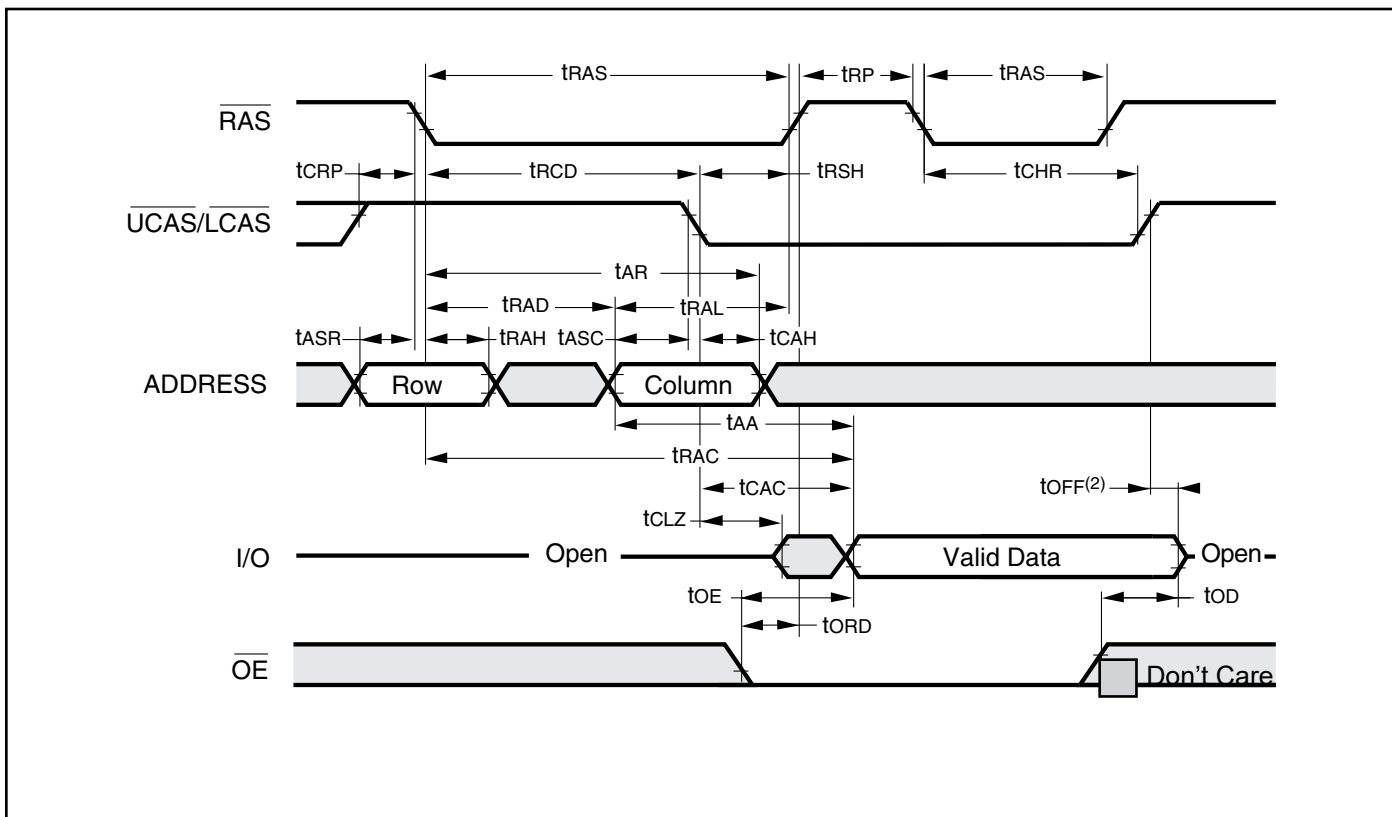 tRAS tRP tRAS
RAS
tCRP tRCD tRSH tCHR
UCAS/LCAS
tAR
tRAD tRAL
tASR tRAH tASC tCAH
ADDRESS Row Column
tAA
tRAC
tCAC tOFF(2)
tCLZ
I/O Open Valid Data Open
tOE tOD
tORD
OE Don't Care